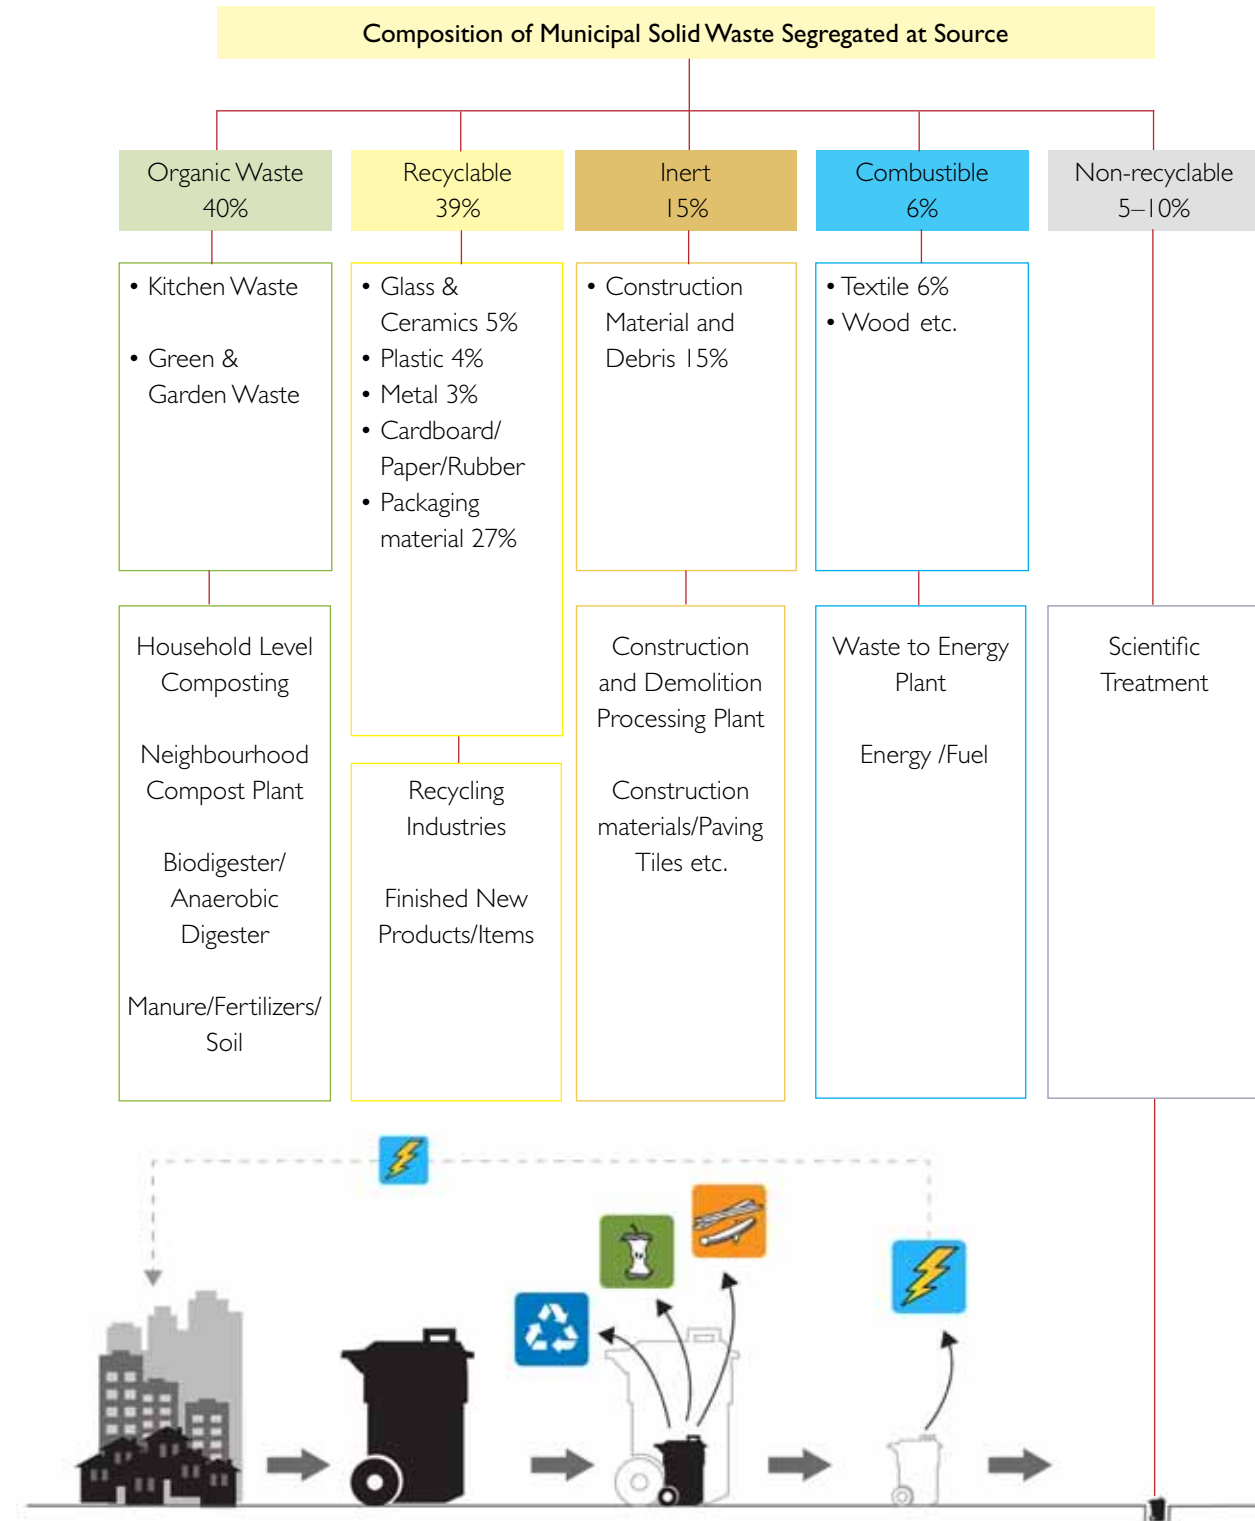 Composition of Municipal Solid Waste Segregated at Source
Organic Waste
40%
Recyclable
39%
Inert
15%
Combustible
6%
Non-recyclable
5–10%
• Kitchen Waste
• Green &
Garden Waste
• Glass &
Ceramics 5%
• Plastic 4%
• Metal 3%
• Cardboard/
Paper/Rubber
• Packaging
material 27%
• Construction
Material and
Debris 15%
• Textile 6%
• Wood etc.
Household Level
Composting
Neighbourhood
Compost Plant
Biodigester/
Anaerobic
Digester
Manure/Fertilizers/
Soil
Recycling
Industries
Finished New
Products/Items
Construction
and Demolition
Processing Plant
Construction
materials/Paving
Tiles etc.
Waste to Energy
Plant
Energy /Fuel
Scientific
Treatment